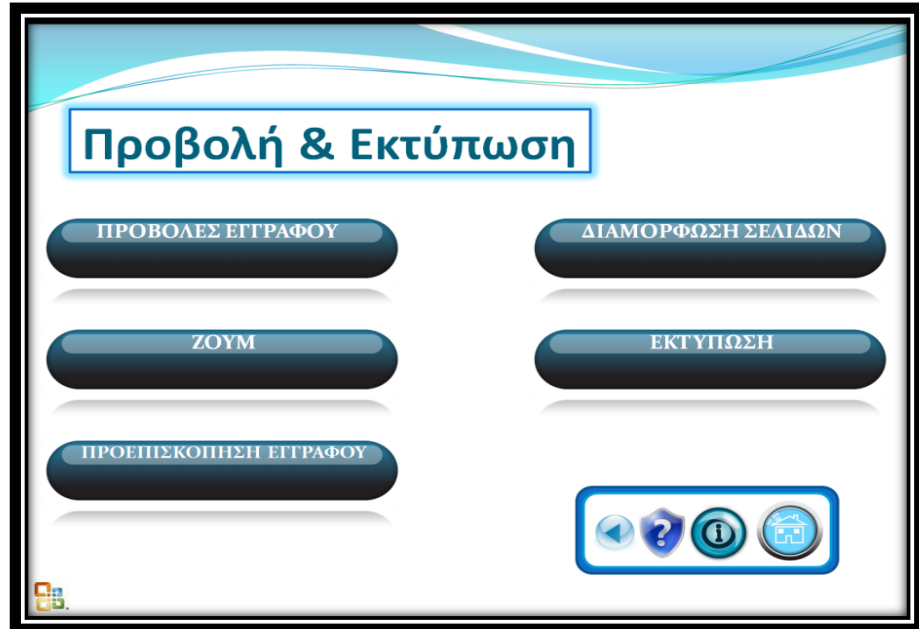 Προβολή & Εκτύπωση
ΠΡΟΒΟΛΕΣ ΕΓΓΡΑΦΟΥ
ΔΙΑΜΟΡΦΩΣΗ ΣΕΛΙΔΩΝ
ΖΟΥΜ
ΕΚΤΥΠΩΣΗ
ΠΡΟΕΠΙΣΚΟΠΗΣΗ ΕΓΓΡΑΦΟΥ